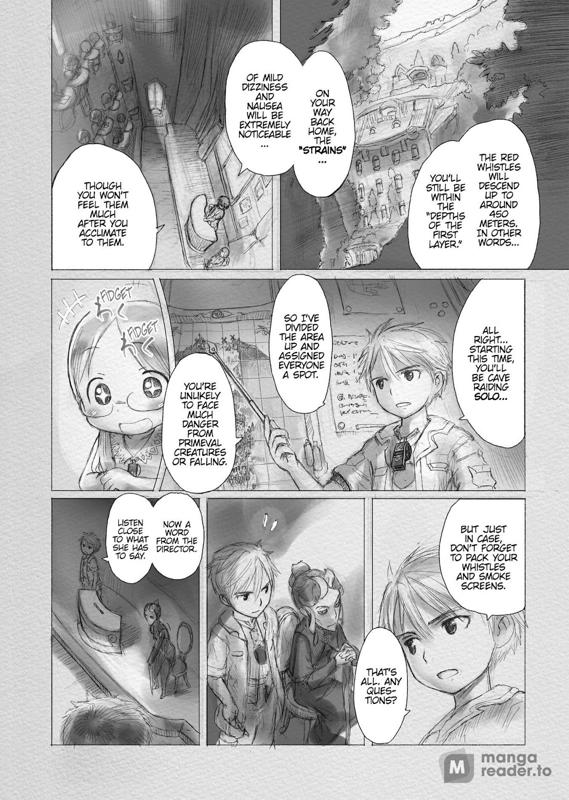 THE RED
WHISTLES
WILL
DESCEND UP
TO
AROUND
450
METERS. IN
OTHER
WORDS...
YOU'LL
STILL BE
WITHIN
THE
"DEPTHS OF
THE
FIRST
LAYER."
ON
YOUR
WAY
BACK
HOME,
THE
"STRAINS"
...
OF MILD
DIZZINESS
AND
NAUSEA
WILL BE
EXTREMELY
NOTICEABLE
...
THOUGH
YOU WON'T
FEEL THEM
MUCH
AFTER YOU
ACCLIMATE
TO THEM.
ALL
RIGHT...
STARTING
THIS TIME,
YOU'LL BE
CAVE
RAIDING
SOLO...
SO I'VE
DIVIDED
THE AREA
UP AND
ASSIGNED
EVERYONE
A SPOT.
YOU'RE
UNLIKELY
TO FACE
MUCH
DANGER
FROM
PRIMEVAL
CREATURES
OR FALLING.
FIDGET
FIDGET
BUT JUST
IN CASE,
DON'T FORGET
TO PACK YOUR
WHISTLES
AND SMOKE
SCREENS.
THAT'S
ALL. ANY
QUES-
TIONS?
NOW A
WORD
FROM THE
DIRECTOR.
LISTEN
CLOSE
TO WHAT
SHE HAS
TO SAY.
M manga
reader.to